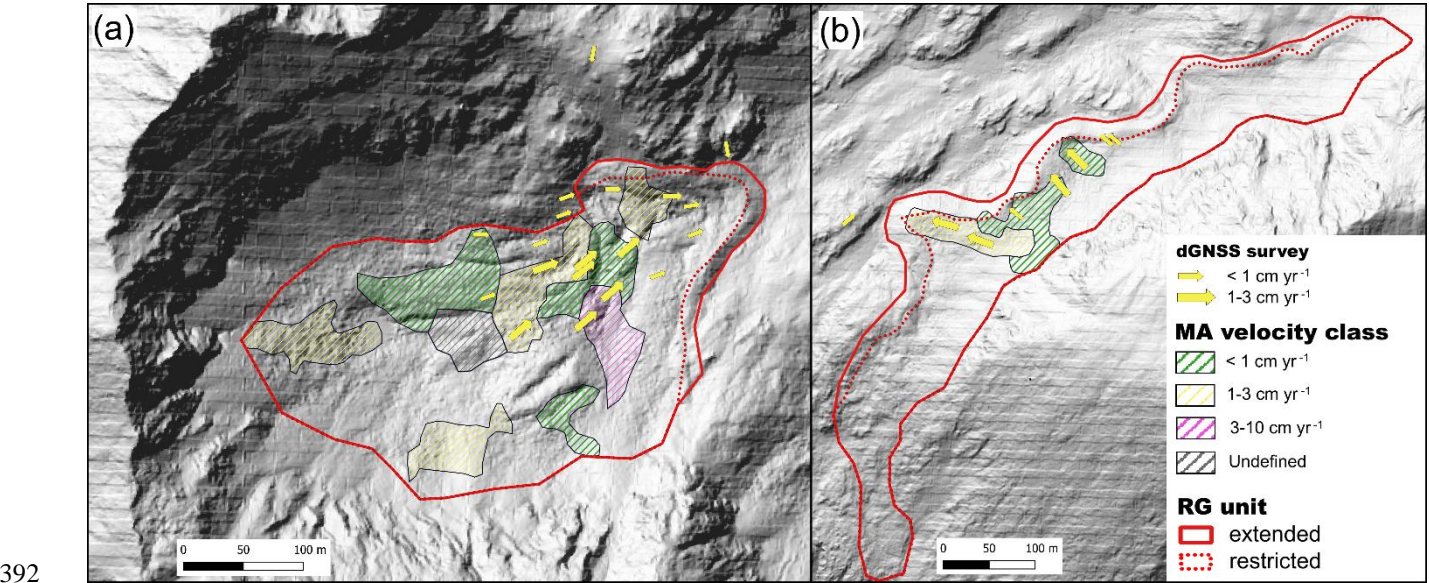 (a)
(b)
dGNSS survey
< 1 cm yr⁻¹
1-3 cm yr⁻¹
MA velocity class
< 1 cm yr⁻¹
1-3 cm yr⁻¹
3-10 cm yr⁻¹
Undefined
RG unit
extended
restricted
0 50 100 m
0 50 100 m
392